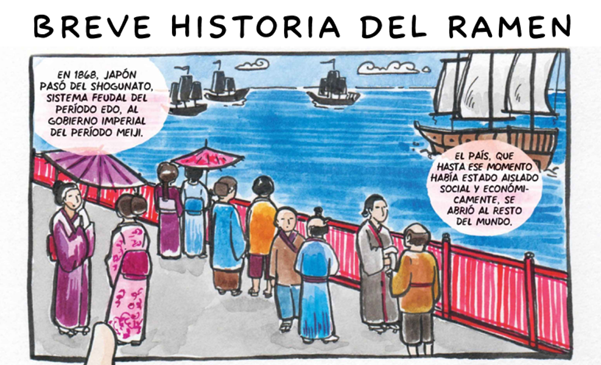 BREVE HISTORIA DEL RAMEN
EN 1868, JAPÓN
PASÓ DEL SHOGUNATO,
SISTEMA FEUDAL DEL
PERÍODO EDO, AL
GOBIERNO IMPERIAL
DEL PERÍODO MEIJI.
EL PAÍS, QUE
HASTA ESE MOMENTO
HABÍA ESTADO AISLADO
SOCIAL Y ECONÓMI-
CAMENTE, SE
ABRIÓ AL RESTO
DEL MUNDO.